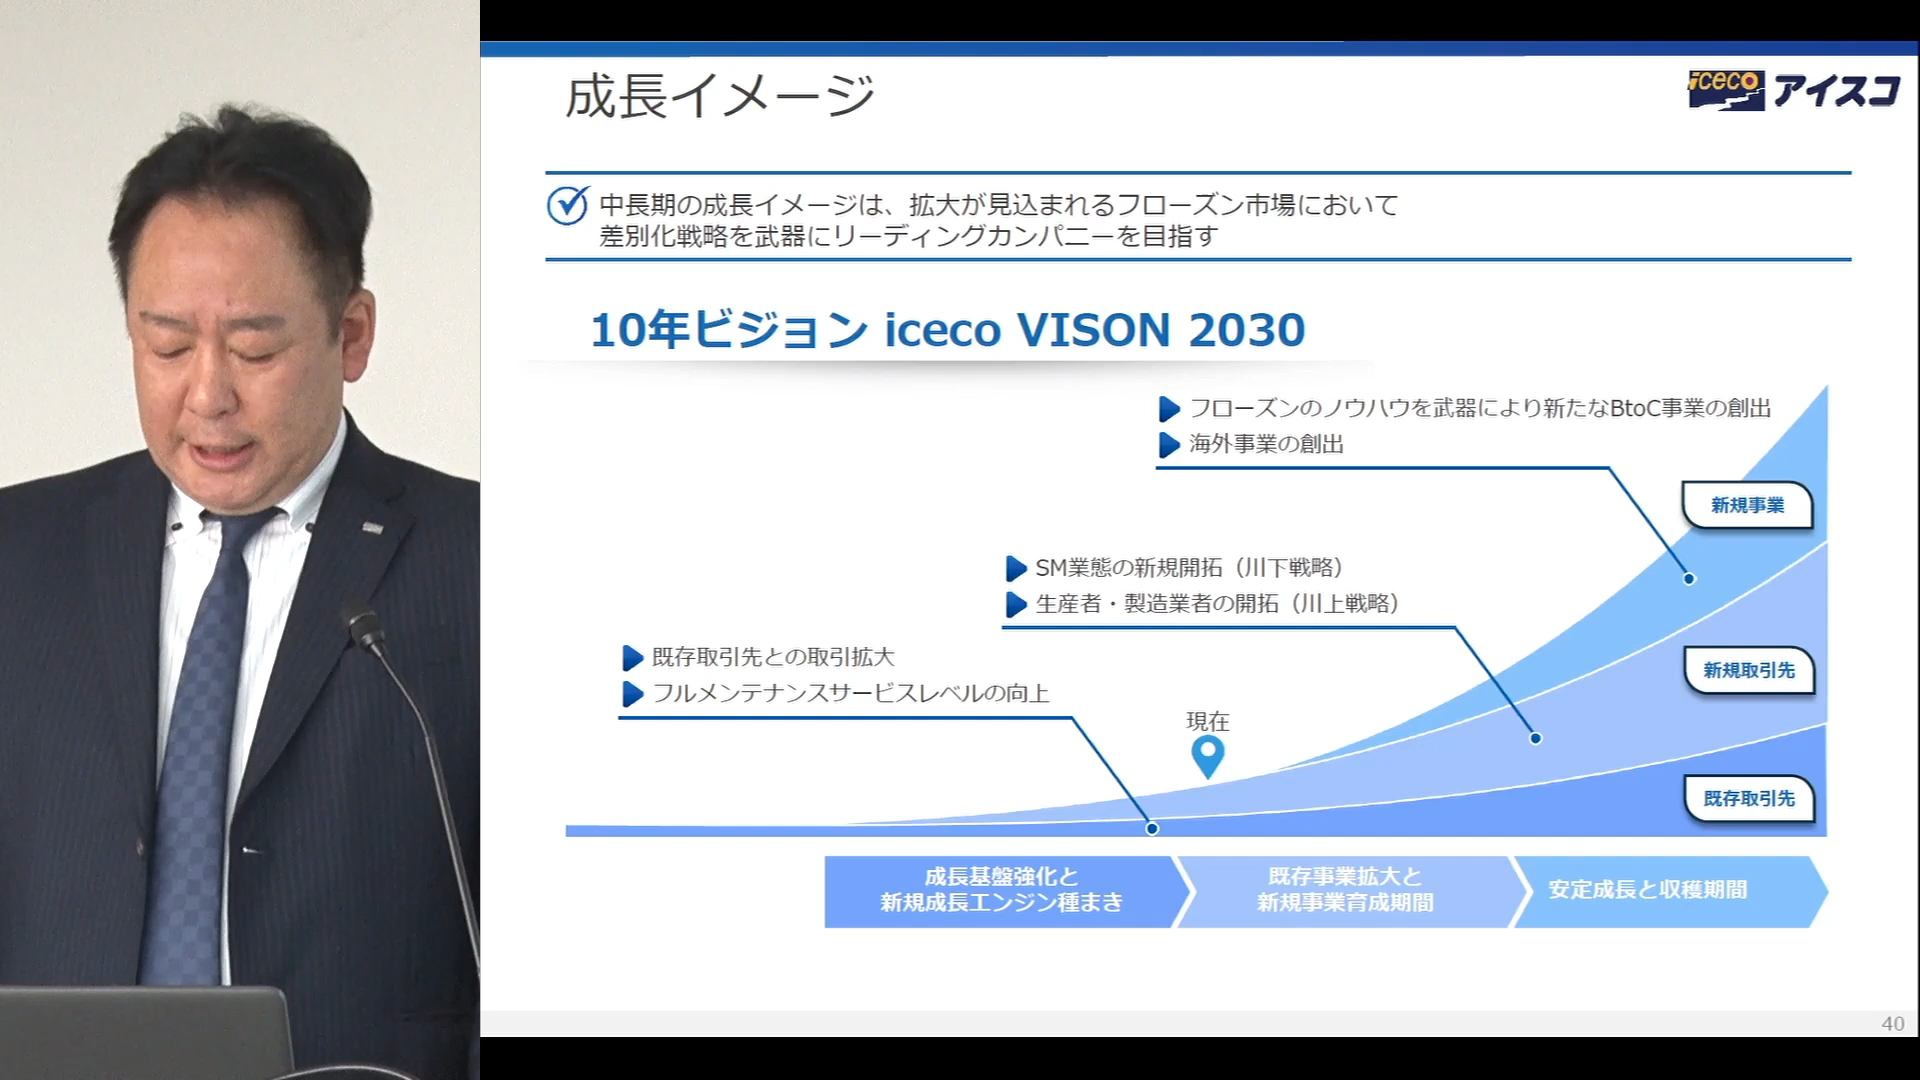 成長イメージ
iceco アイスコ
中長期の成長イメージは、拡大が見込まれるフローズン市場において
差別化戦略を武器にリーディングカンパニーを目指す
10年ビジョン iceco VISON 2030
フローズンのノウハウを武器により新たなBtoC事業の創出
海外事業の創出
新規事業
SM業態の新規開拓（川下戦略）
生産者・製造業者の開拓（川上戦略）
既存取引先との取引拡大
フルメンテナンスサービスレベルの向上
新規取引先
現在
既存取引先
成長基盤強化と
新規成長エンジン種まき
既存事業拡大と
新規事業育成期間
安定成長と収穫期間
40